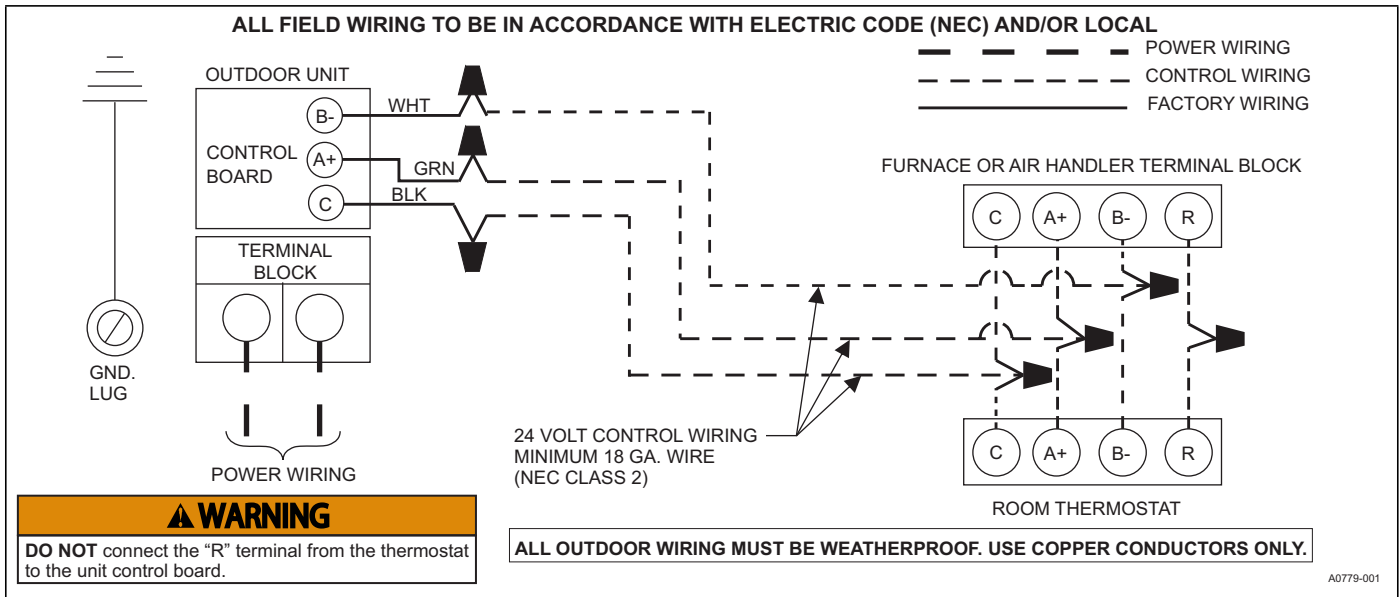 ALL FIELD WIRING TO BE IN ACCORDANCE WITH ELECTRIC CODE (NEC) AND/OR LOCAL
POWER WIRING
CONTROL WIRING
FACTORY WIRING
OUTDOOR UNIT
CONTROL
BOARD
B-
A+
C
WHT
GRN
BLK
TERMINAL
BLOCK
GND.
LUG
POWER WIRING
FURNACE OR AIR HANDLER TERMINAL BLOCK
C A+ B- R
24 VOLT CONTROL WIRING
MINIMUM 18 GA. WIRE
(NEC CLASS 2)
C A+ B- R
ROOM THERMOSTAT
WARNING
DO NOT connect the “R” terminal from the thermostat
to the unit control board.
ALL OUTDOOR WIRING MUST BE WEATHERPROOF. USE COPPER CONDUCTORS ONLY.
A0779-001